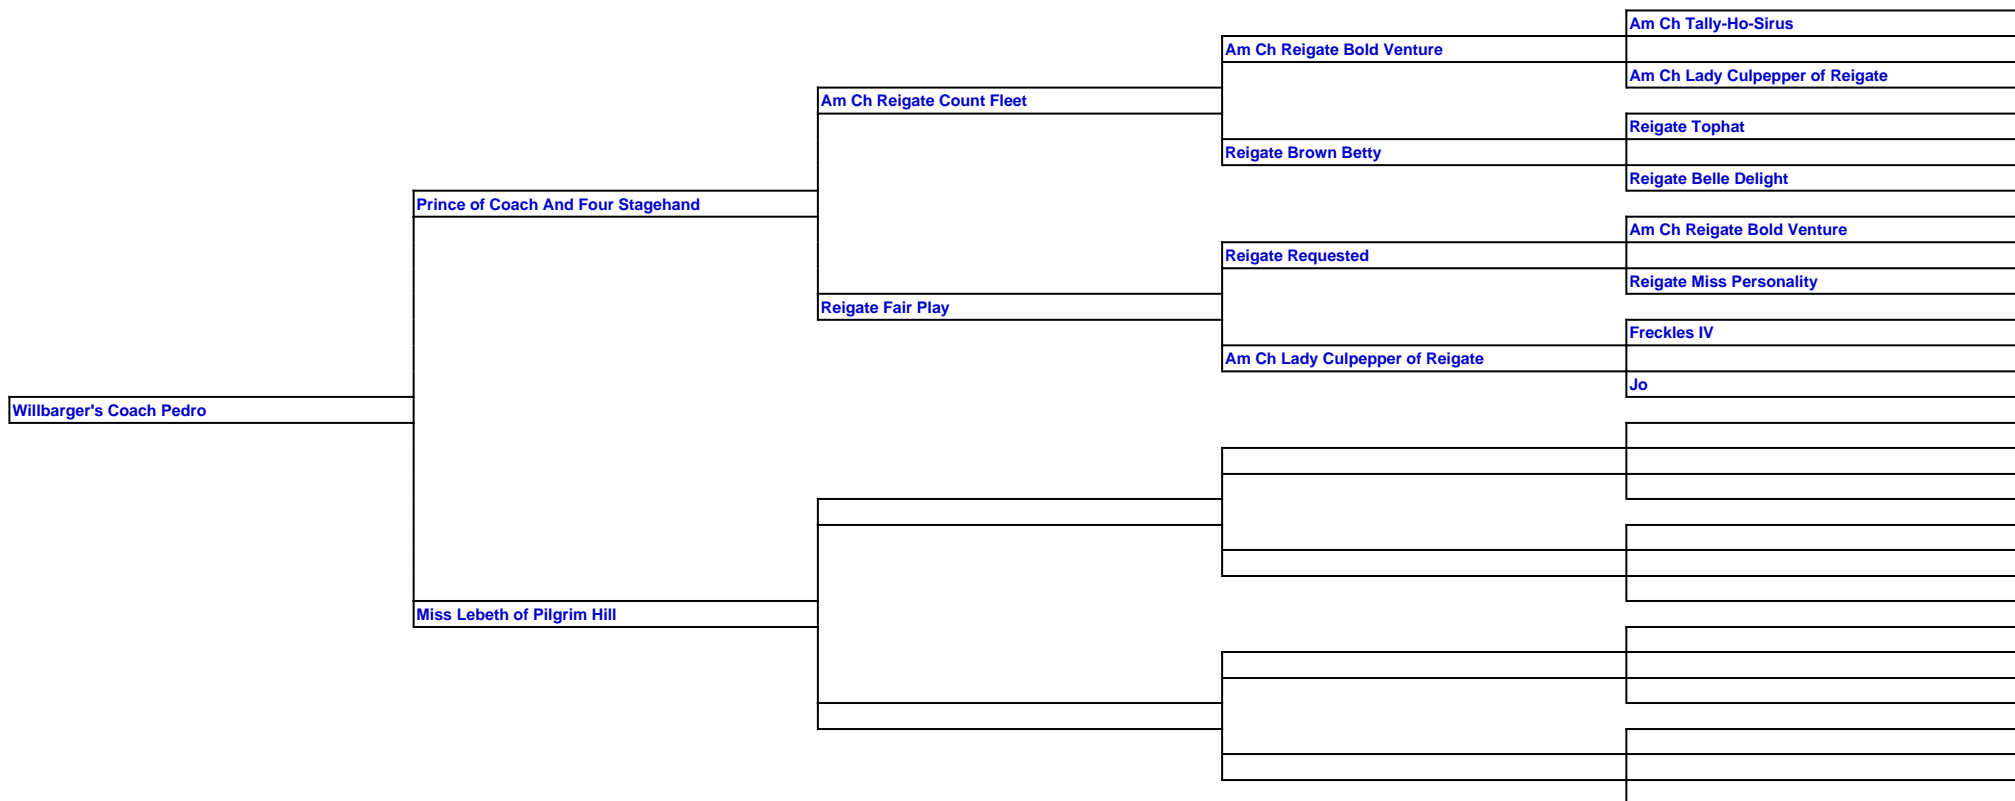 Am Ch Tally-Ho-Sirus
Am Ch Reigate Bold Venture
Am Ch Lady Culpepper of Reigate
Am Ch Reigate Count Fleet
Reigate Tophat
Reigate Brown Betty
Reigate Belle Delight
Prince of Coach And Four Stagehand
Am Ch Reigate Bold Venture
Reigate Requested
Reigate Miss Personality
Reigate Fair Play
Freckles IV
Am Ch Lady Culpepper of Reigate
Jo
Willbarger's Coach Pedro
Miss Lebeth of Pilgrim Hill